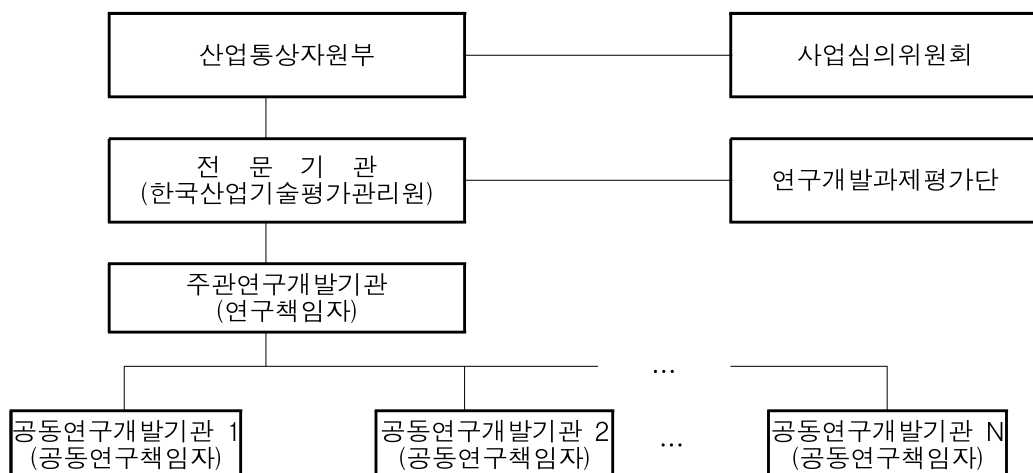 산업통상자원부
사업심의위원회
전 문 기 관
(한국산업기술평가관리원)
연구개발과제평가단
주관연구개발기관
(연구책임자)
...
공동연구개발기관 1
(공동연구책임자)
공동연구개발기관 2
(공동연구책임자)
...
공동연구개발기관 N
(공동연구책임자)